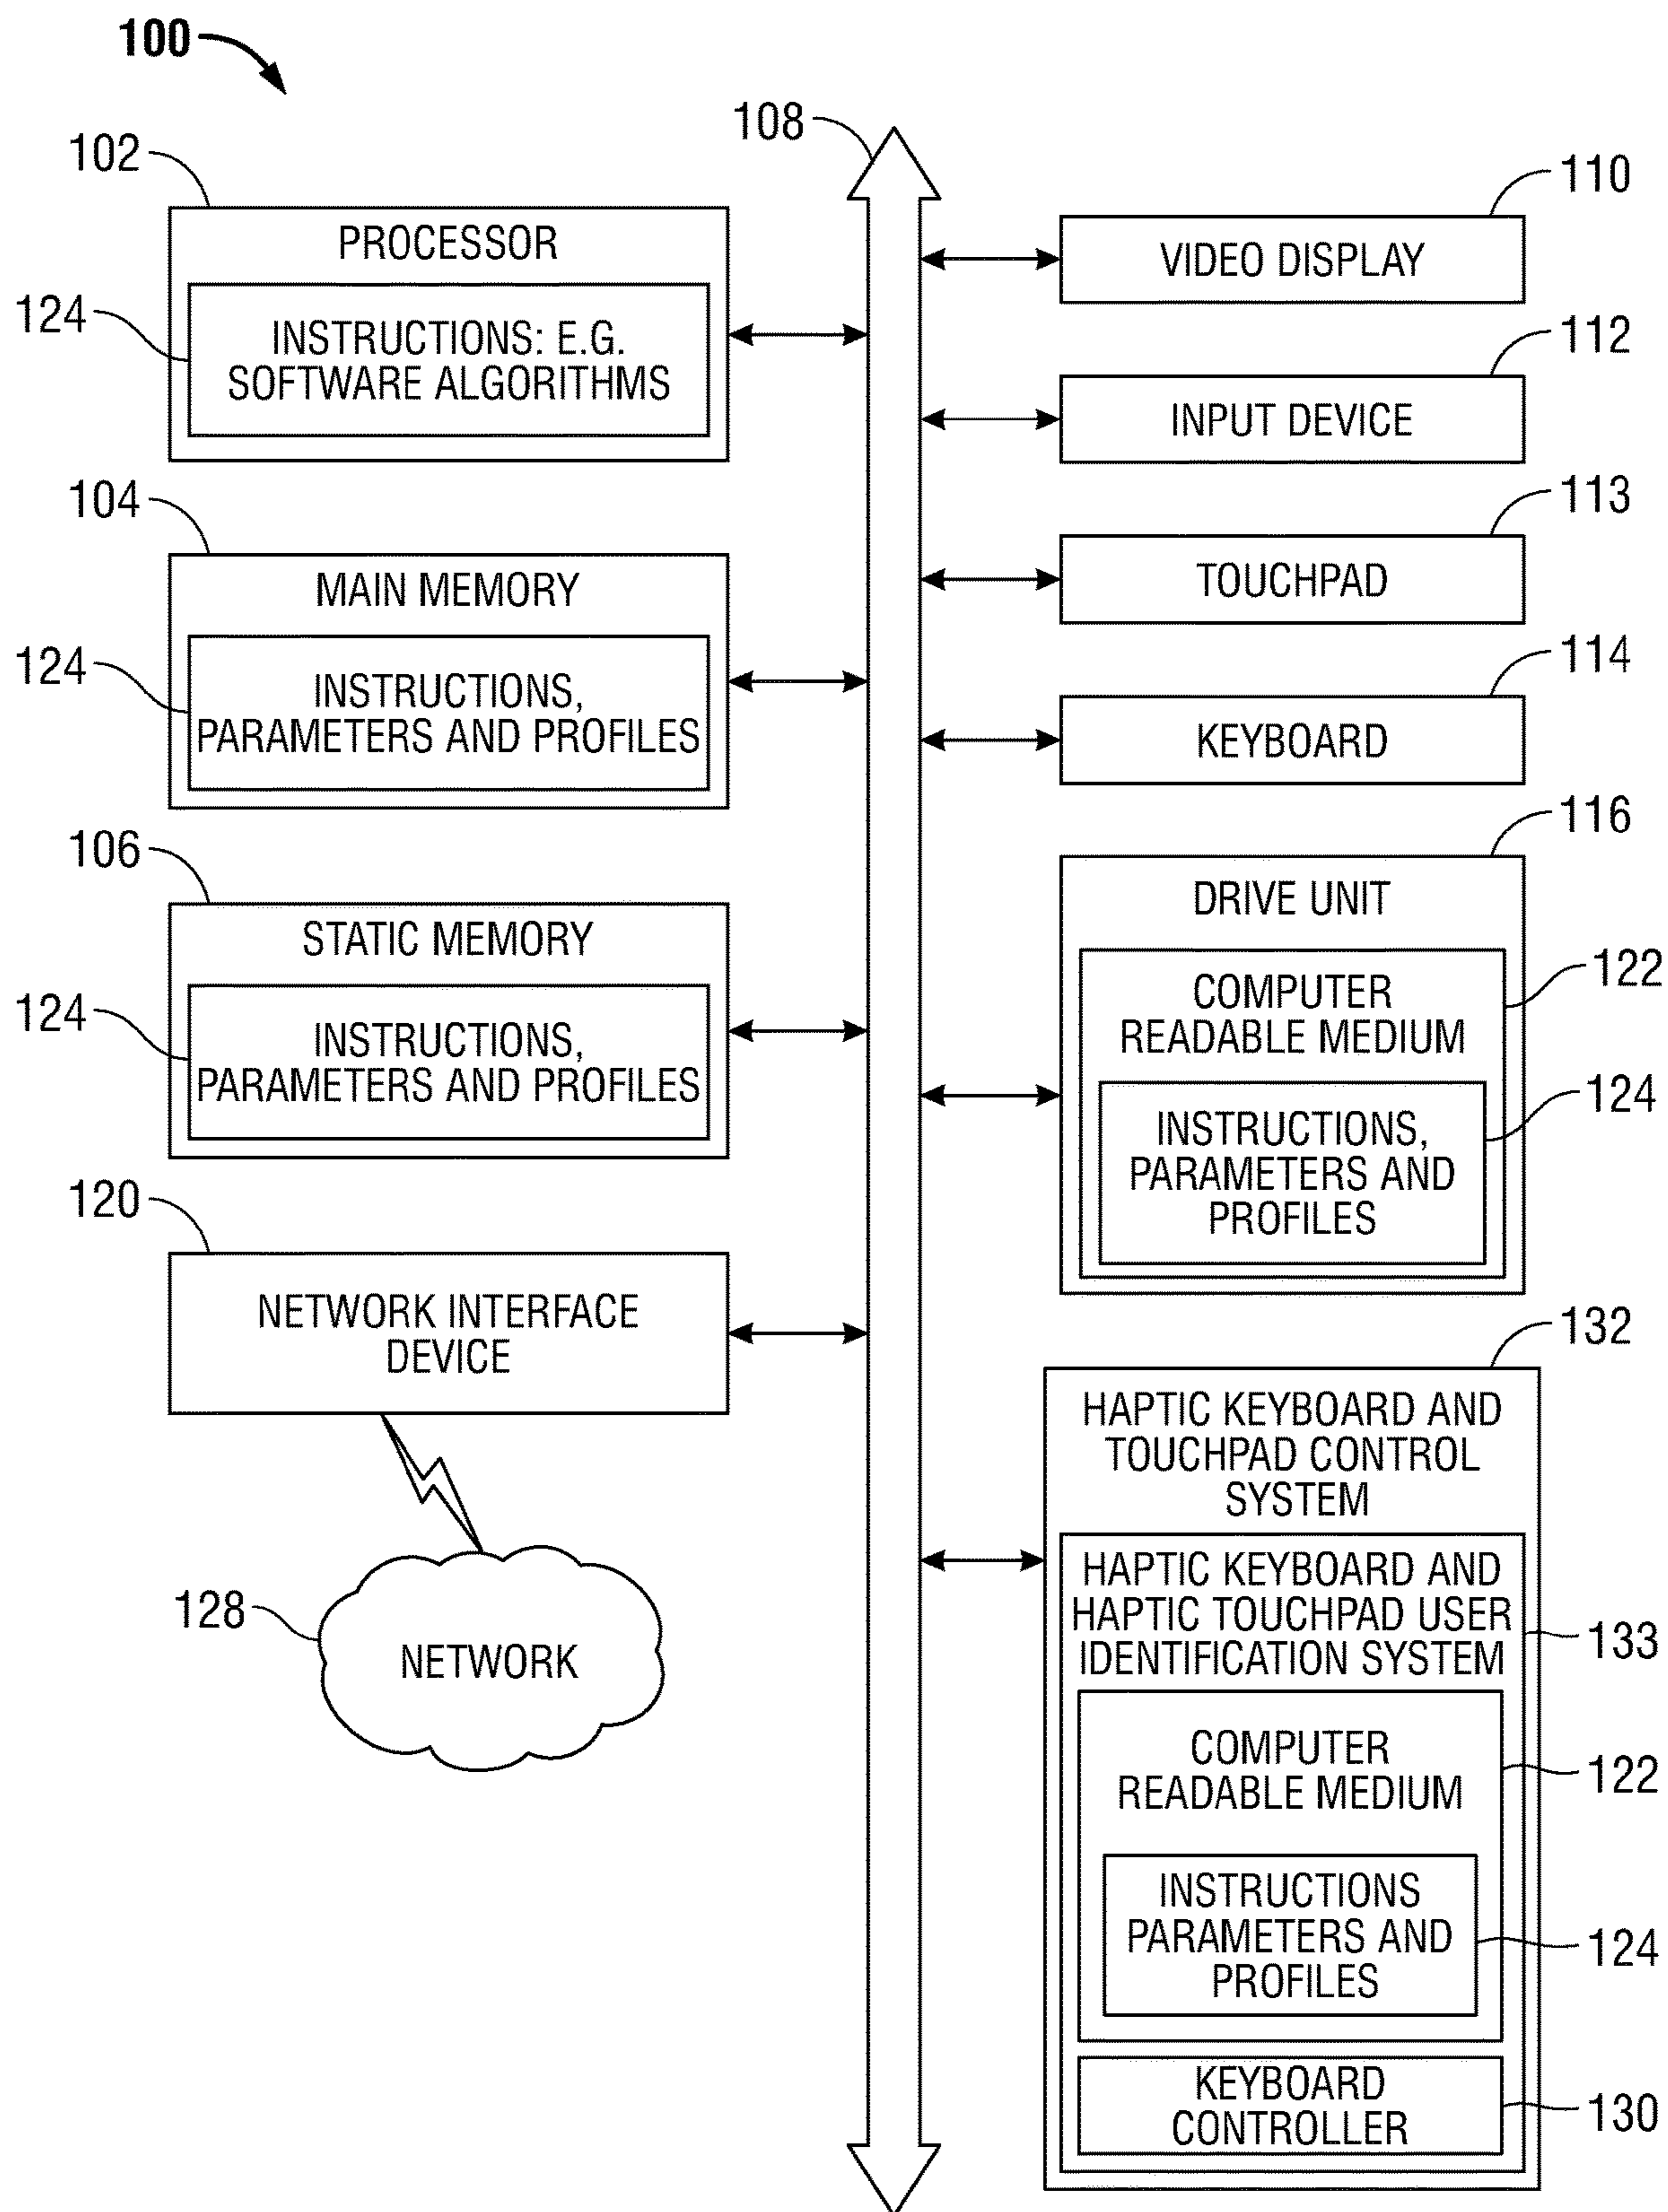 100
102
PROCESSOR
124
INSTRUCTIONS: E.G.
SOFTWARE ALGORITHMS
104
MAIN MEMORY
124
INSTRUCTIONS,
PARAMETERS AND PROFILES
106
STATIC MEMORY
124
INSTRUCTIONS,
PARAMETERS AND PROFILES
120
NETWORK INTERFACE
DEVICE
128
NETWORK
108
110
VIDEO DISPLAY
112
INPUT DEVICE
113
TOUCHPAD
114
KEYBOARD
116
DRIVE UNIT
122
COMPUTER
READABLE MEDIUM
124
INSTRUCTIONS,
PARAMETERS AND
PROFILES
132
HAPTIC KEYBOARD AND
TOUCHPAD CONTROL
SYSTEM
HAPTIC KEYBOARD AND
HAPTIC TOUCHPAD USER
IDENTIFICATION SYSTEM
133
COMPUTER
READABLE MEDIUM
122
INSTRUCTIONS
PARAMETERS AND
PROFILES
124
KEYBOARD
CONTROLLER
130